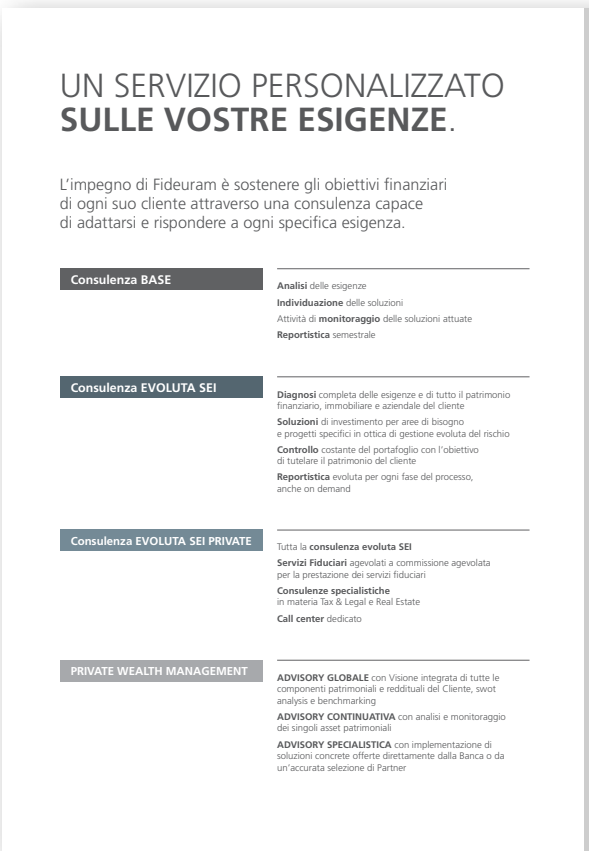 UN SERVIZIO PERSONALIZZATO
SULLE VOSTRE ESIGENZE.
L'impegno di Fideuram è sostenere gli obiettivi finanziari
di ogni suo cliente attraverso una consulenza capace
di adattarsi e rispondere a ogni specifica esigenza.
Consulenza BASE
Analisi delle esigenze
Individuazione delle soluzioni
Attività di monitoraggio delle soluzioni attuate
Reportistica semestrale
Consulenza EVOLUTA SEI
Diagnosi completa delle esigenze e di tutto il patrimonio
finanziario, immobiliare e aziendale del cliente
Soluzioni di investimento per aree di bisogno
e progetti specifici in ottica di gestione evoluta del rischio
Controllo costante del portafoglio con l'obiettivo
di tutelare il patrimonio del cliente
Reportistica evoluta per ogni fase del processo,
anche on demand
Consulenza EVOLUTA SEI PRIVATE
Tutta la consulenza evoluta SEI
Servizi Fiduciari agevolati a commissione agevolata
per la prestazione dei servizi fiduciari
Consulenze specialistiche
in materia Tax & Legal e Real Estate
Call center dedicato
PRIVATE WEALTH MANAGEMENT
ADVISORY GLOBALE con Visione integrata di tutte le
componenti patrimoniali e reddituali del Cliente, swot
analysis e benchmarking
ADVISORY CONTINUATIVA con analisi e monitoraggio
dei singoli asset patrimoniali
ADVISORY SPECIALISTICA con implementazione di
soluzioni concrete offerte direttamente dalla Banca o da
un'accurata selezione di Partner